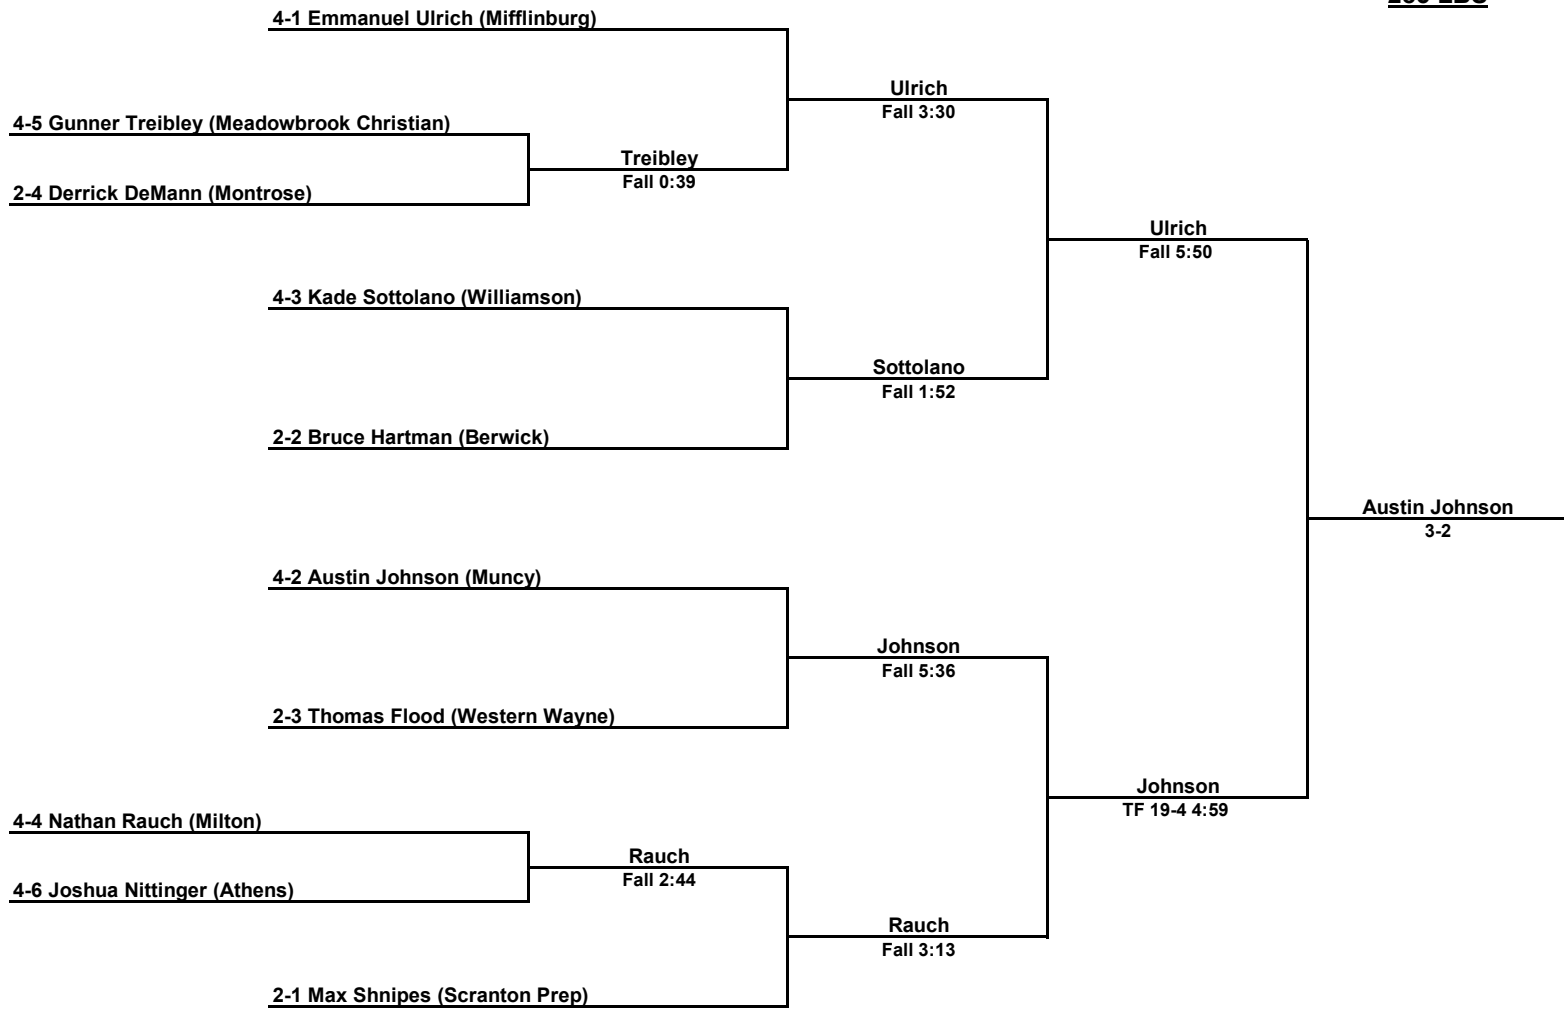 4-1 Emmanuel Ulrich (Mifflinburg)
Ulrich
Fall 3:30
4-5 Gunner Treibley (Meadowbrook Christian)
Treibley
Fall 0:39
2-4 Derrick DeMann (Montrose)
Ulrich
Fall 5:50
4-3 Kade Sottolano (Williamson)
Sottolano
Fall 1:52
2-2 Bruce Hartman (Berwick)
Austin Johnson
3-2
4-2 Austin Johnson (Muncy)
Johnson
Fall 5:36
2-3 Thomas Flood (Western Wayne)
Johnson
TF 19-4 4:59
4-4 Nathan Rauch (Milton)
Rauch
Fall 2:44
4-6 Joshua Nittinger (Athens)
Rauch
Fall 3:13
2-1 Max Shnipes (Scranton Prep)